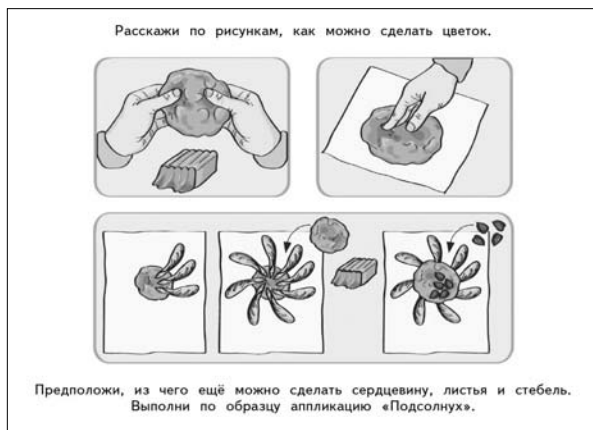 Расскажи по рисункам, как можно сделать цветок.
Предположи, из чего ещё можно сделать сердцевину, листья и стебель.
Выполни по образцу аппликацию «Подсолнух».